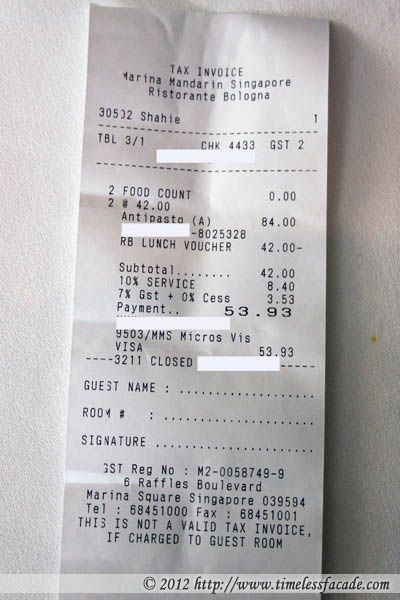 TAX INVOICE
Marina Mandarin Singapore
Ristorante Bologna
30502 Shahie 1
TBL 3/1 CHK 4433 GST 2
2 FOOD COUNT 0.00
2 @ 42.00
Antipasto (A) 84.00
-8025328
RB LUNCH VOUCHER 42.00-
Subtotal........ 42.00
10% SERVICE 8.40
7% Gst + 0% Cess 3.53
Payment.. 53.93
9503/MMS Micros Vis
VISA 53.93
----3211 CLOSED ----
GUEST NAME : ................
ROOM # : ................
SIGNATURE ................
GST Reg No : M2-0058749-9
6 Raffles Boulevard
Marina Square Singapore 039594
Tel : 68451000 Fax : 68451001
THIS IS NOT A VALID TAX INVOICE,
IF CHARGED TO GUEST ROOM
© 2012 http://www.timelessfacade.com